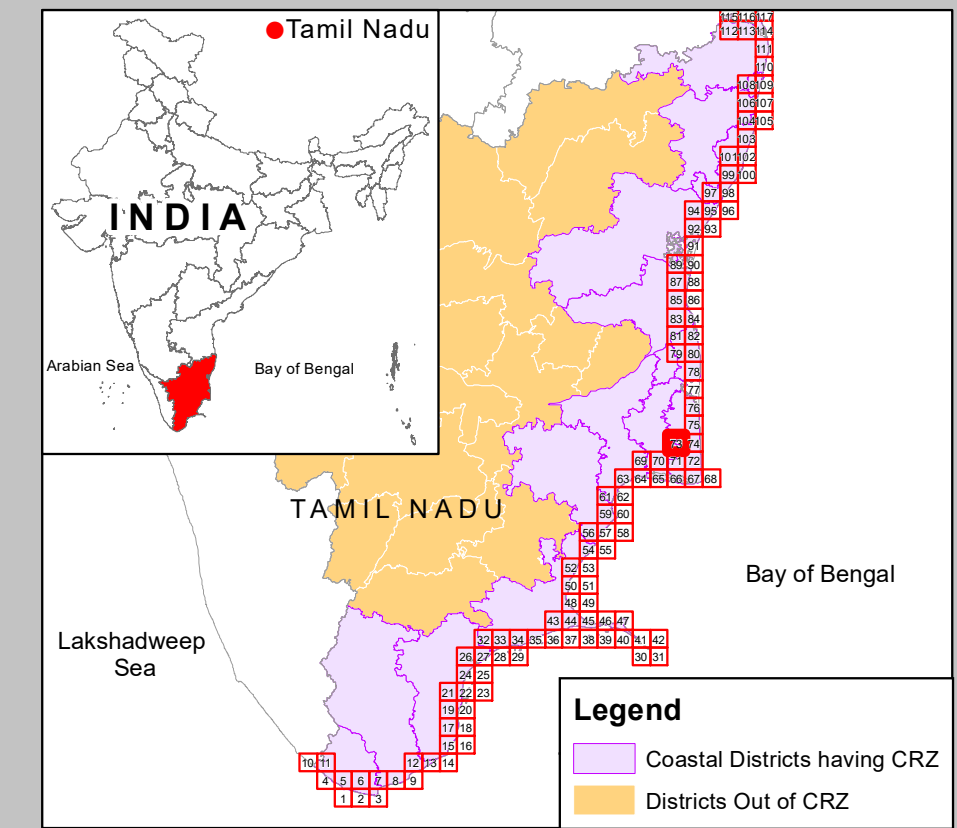 Tamil Nadu
INDIA
Arabian Sea
Bay of Bengal
115 116 117
112 113 114
111
110
108 109
106 107
104 105
103
101 102
99 100
97 98
94 95 96
92 93
91
89 90
87 88
85 86
83 84
81 82
79 80
78
77
76
75
73 74
69 70 71 72
63 64 65 66 67 68
61 62
TAMIL NADU
59 60
56 57 58
54 55
52 53
Bay of Bengal
50 51
48 49
43 44 45 46 47
Lakshadweep
Sea
32 33 34 35 36 37 38 39 40 41 42
26 27 28 29 30 31
24 25
21 22 23
19 20
17 18
15 16
10 11 12 13 14
4 5 6 7 8 9
1 2 3
Legend
Coastal Districts having CRZ
Districts Out of CRZ